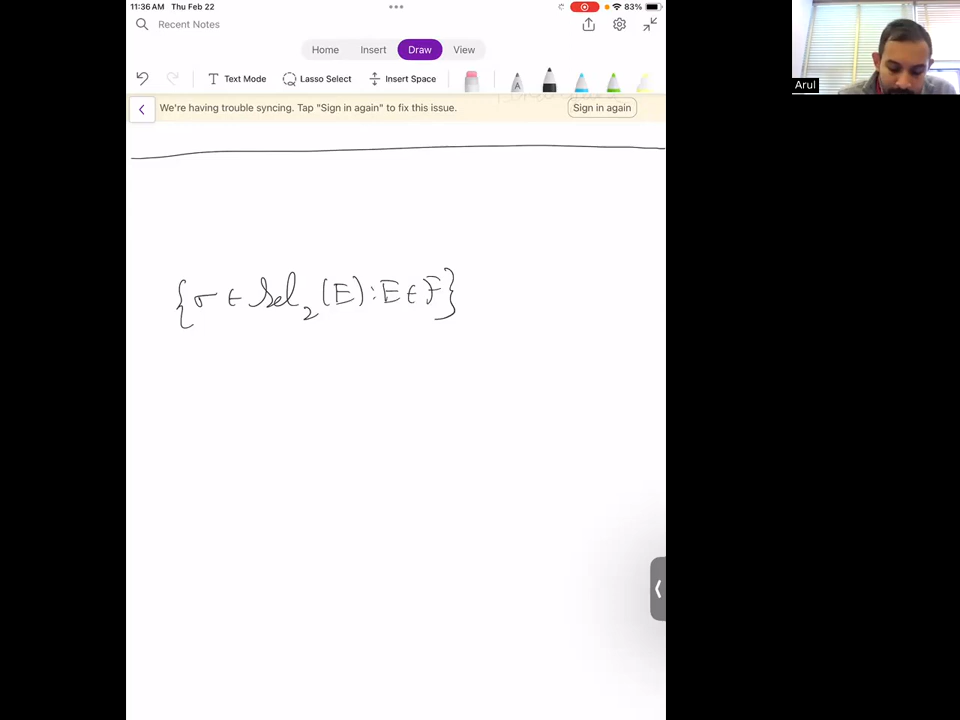 11:36 AM Thu Feb 22
83%
Recent Notes
Home Insert Draw View
Text Mode Lasso Select Insert Space
We're having trouble syncing. Tap "Sign in again" to fix this issue. Sign in again
Arul
{σ ∈ Sel₂(E) : E ∈ F}